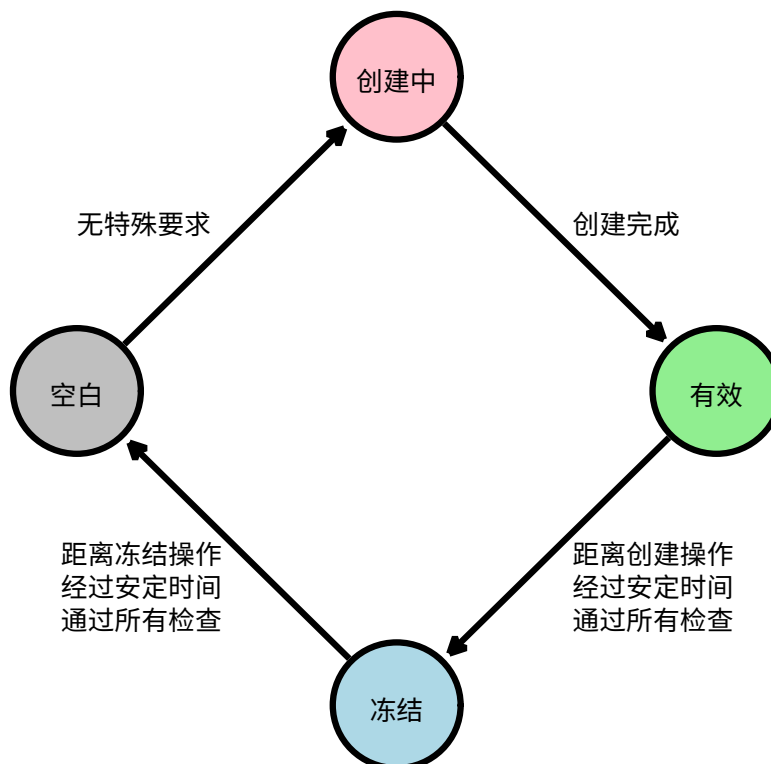 创建中
无特殊要求
创建完成
空白
有效
距离冻结操作
经过安定时间
通过所有检查
距离创建操作
经过安定时间
通过所有检查
冻结